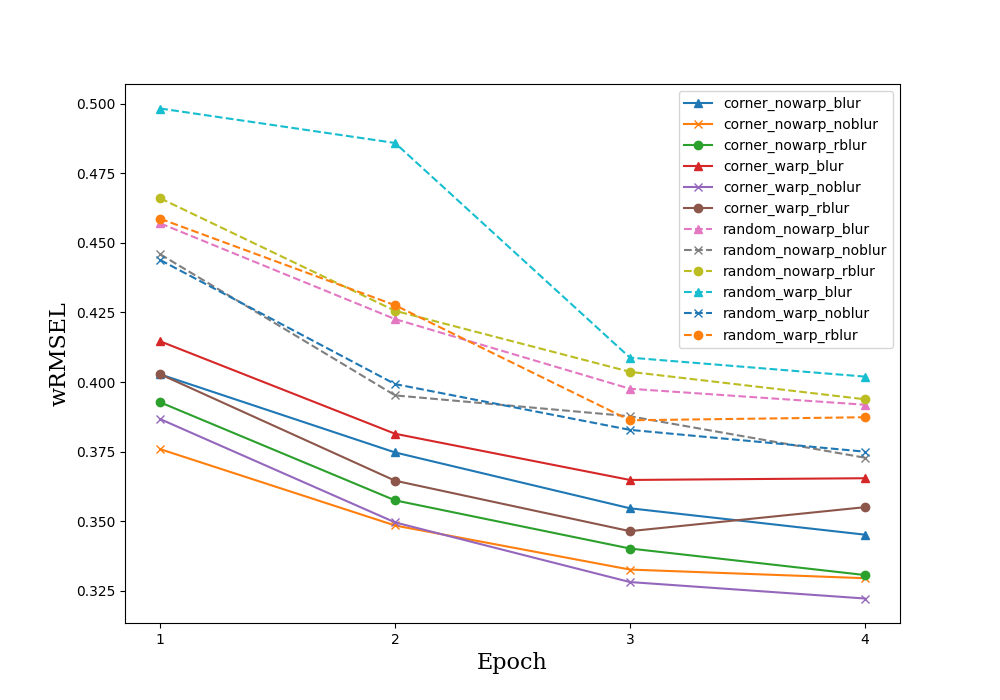 0.500
0.475
0.450
0.425
0.400
0.375
0.350
0.325
wRMSEL
1
2
3
4
Epoch
corner_nowarp_blur
corner_nowarp_noblur
corner_nowarp_rblur
corner_warp_blur
corner_warp_noblur
corner_warp_rblur
random_nowarp_blur
random_nowarp_noblur
random_nowarp_rblur
random_warp_blur
random_warp_noblur
random_warp_rblur